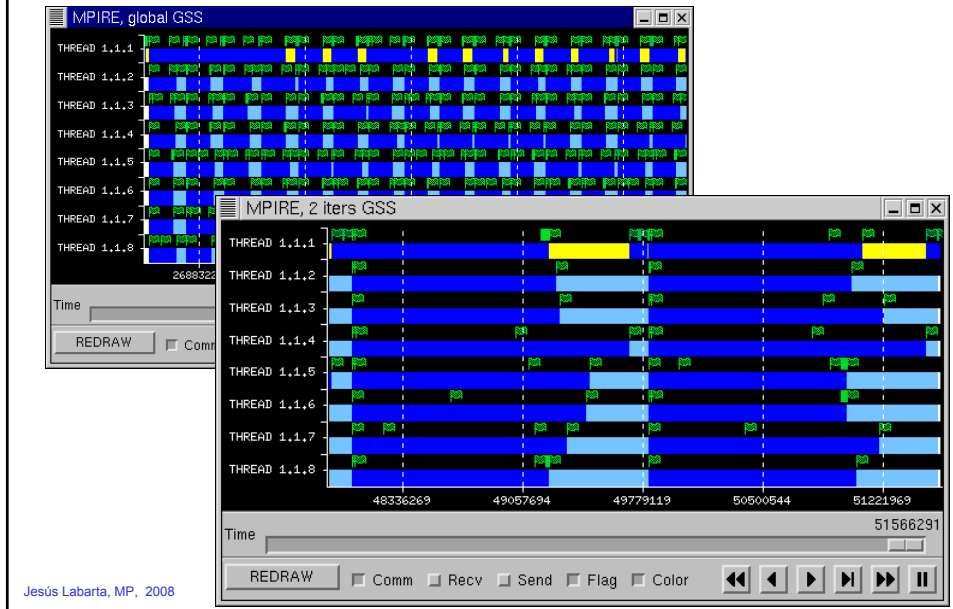 MPIRE, global GSS
THREAD 1.1.1
THREAD 1.1.2
THREAD 1.1.3
THREAD 1.1.4
THREAD 1.1.5
THREAD 1.1.6
THREAD 1.1.7
THREAD 1.1.8
2688322
Time
REDRAW
MPIRE, 2 iters GSS
THREAD 1.1.1
THREAD 1.1.2
THREAD 1.1.3
THREAD 1.1.4
THREAD 1.1.5
THREAD 1.1.6
THREAD 1.1.7
THREAD 1.1.8
48336269 49057694 49779119 50500544 51221969
51566291
Time
REDRAW Comm Recv Send Flag Color
Jesús Labarta, MP, 2008